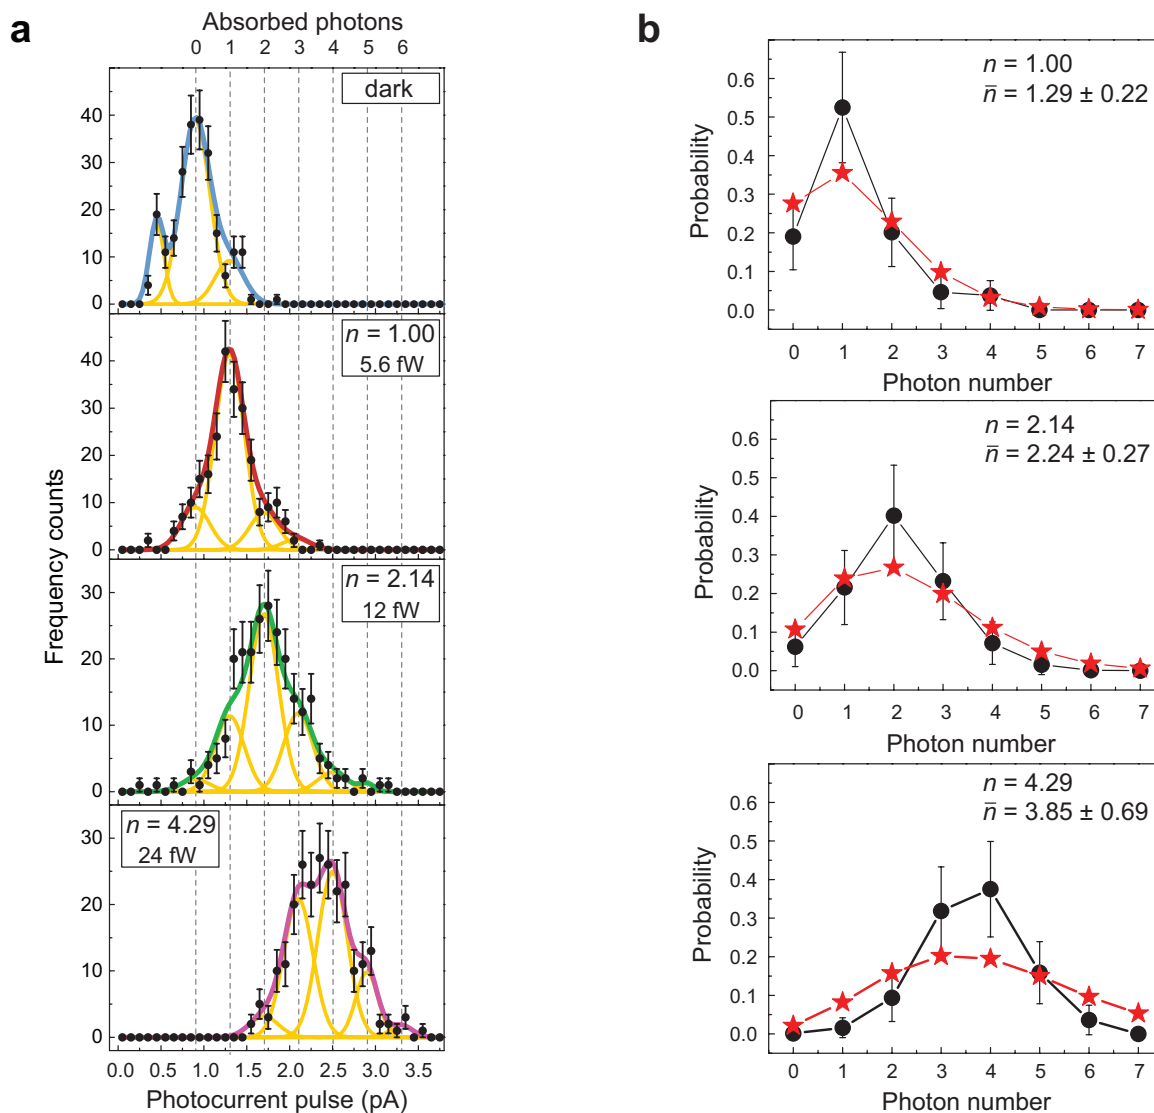 a
Absorbed photons
0 1 2 3 4 5 6
dark
40
30
20
10
0
n = 1.00
5.6 fW
40
30
20
10
0
n = 2.14
12 fW
30
20
10
0
n = 4.29
24 fW
30
20
10
0
Frequency counts
0.0 0.5 1.0 1.5 2.0 2.5 3.0 3.5
Photocurrent pulse (pA)
b
n = 1.00
n̄ = 1.29 ± 0.22
0.6
0.5
0.4
0.3
0.2
0.1
0.0
Probability
0 1 2 3 4 5 6 7
Photon number
n = 2.14
n̄ = 2.24 ± 0.27
0.6
0.5
0.4
0.3
0.2
0.1
0.0
Probability
0 1 2 3 4 5 6 7
Photon number
n = 4.29
n̄ = 3.85 ± 0.69
0.6
0.5
0.4
0.3
0.2
0.1
0.0
Probability
0 1 2 3 4 5 6 7
Photon number